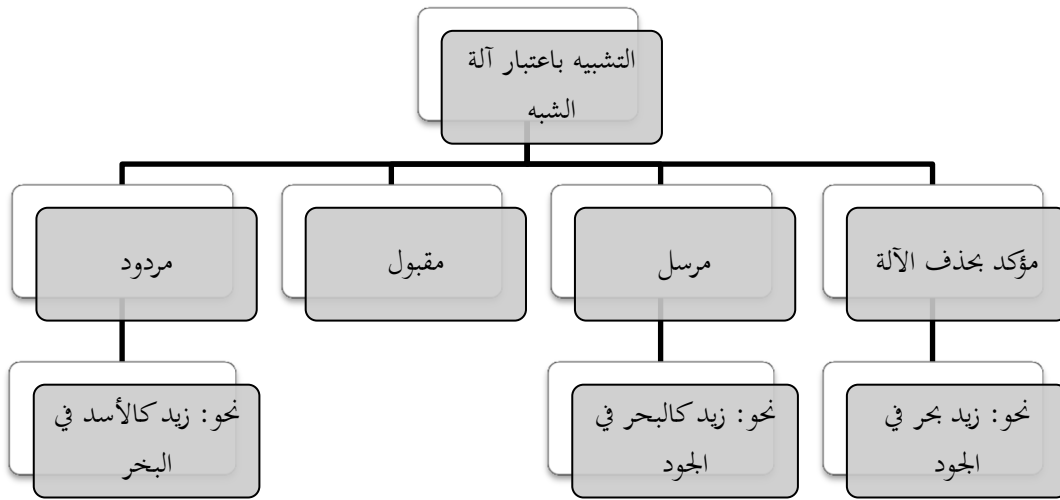 التشبيه باعتبار آلة
الشبه
مؤكد بحذف الآلة
مرسل
مقبول
مردود
نحو: زيد بحر في
الجود
نحو: زيد كالبحر في
الجود
نحو: زيد كالأسد في
البخر